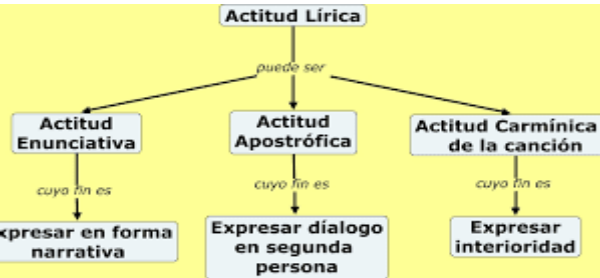 Actitud Lírica
puede ser
Actitud
Enunciativa
Actitud
Apostrófica
Actitud Carmínica
de la canción
cuyo fin es
cuyo fin es
cuyo fin es
xpresar en forma
narrativa
Expresar díalogo
en segunda
persona
Expresar
interioridad